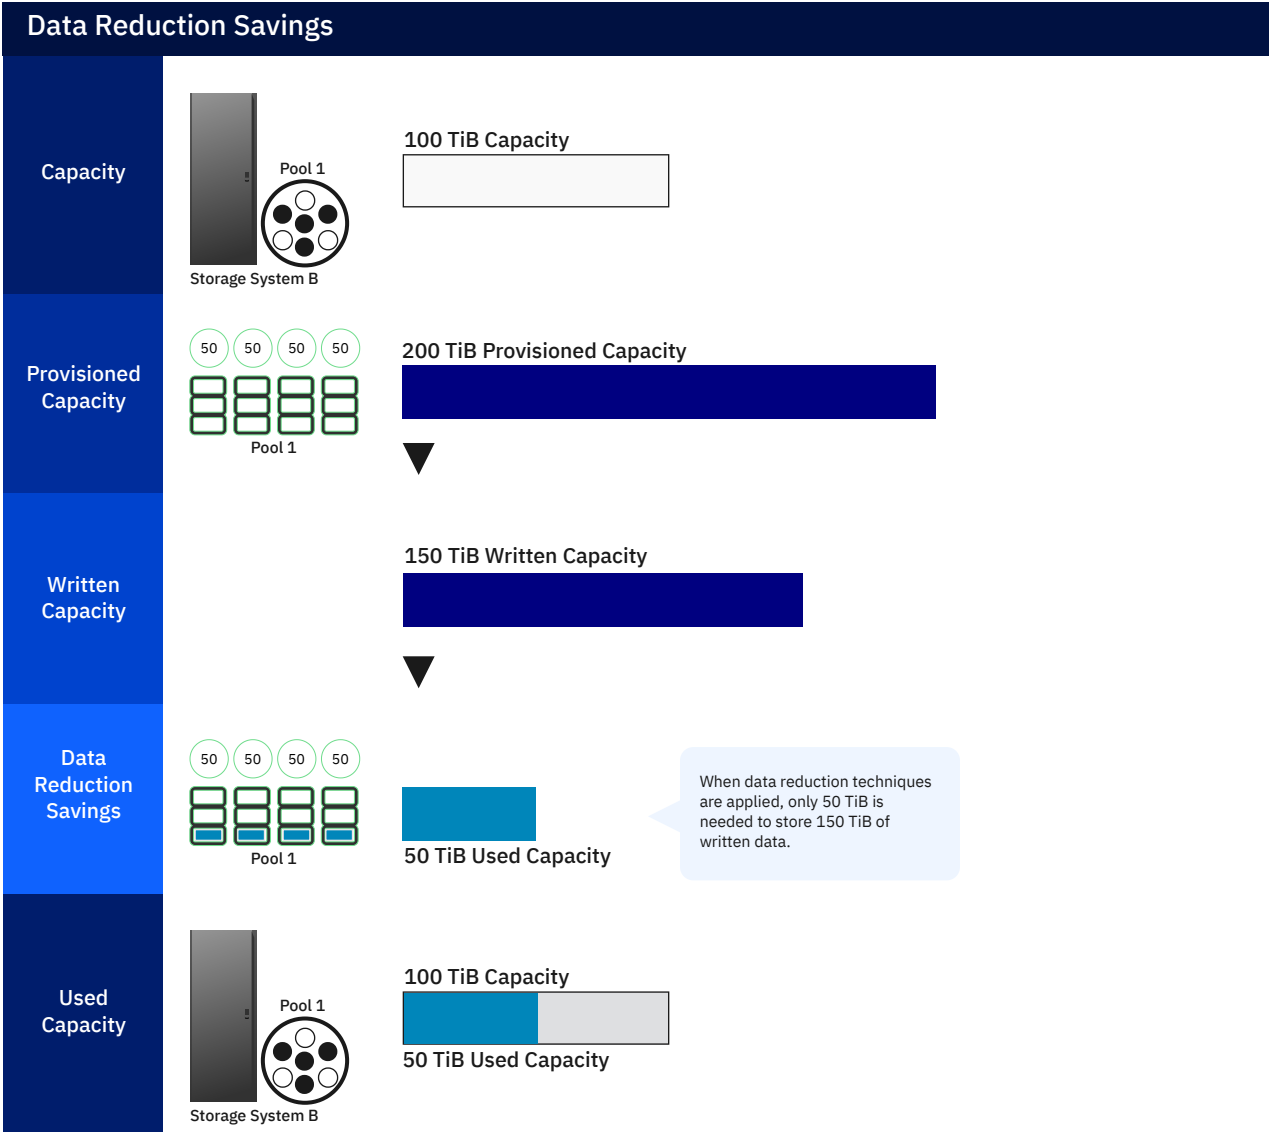 Data Reduction Savings
Capacity
Pool 1
Storage System B
100 TiB Capacity
Provisioned
Capacity
50 50 50 50
Pool 1
200 TiB Provisioned Capacity
Written
Capacity
150 TiB Written Capacity
Data
Reduction
Savings
50 50 50 50
Pool 1
50 TiB Used Capacity
When data reduction techniques
are applied, only 50 TiB is
needed to store 150 TiB of
written data.
Used
Capacity
Pool 1
Storage System B
100 TiB Capacity
50 TiB Used Capacity